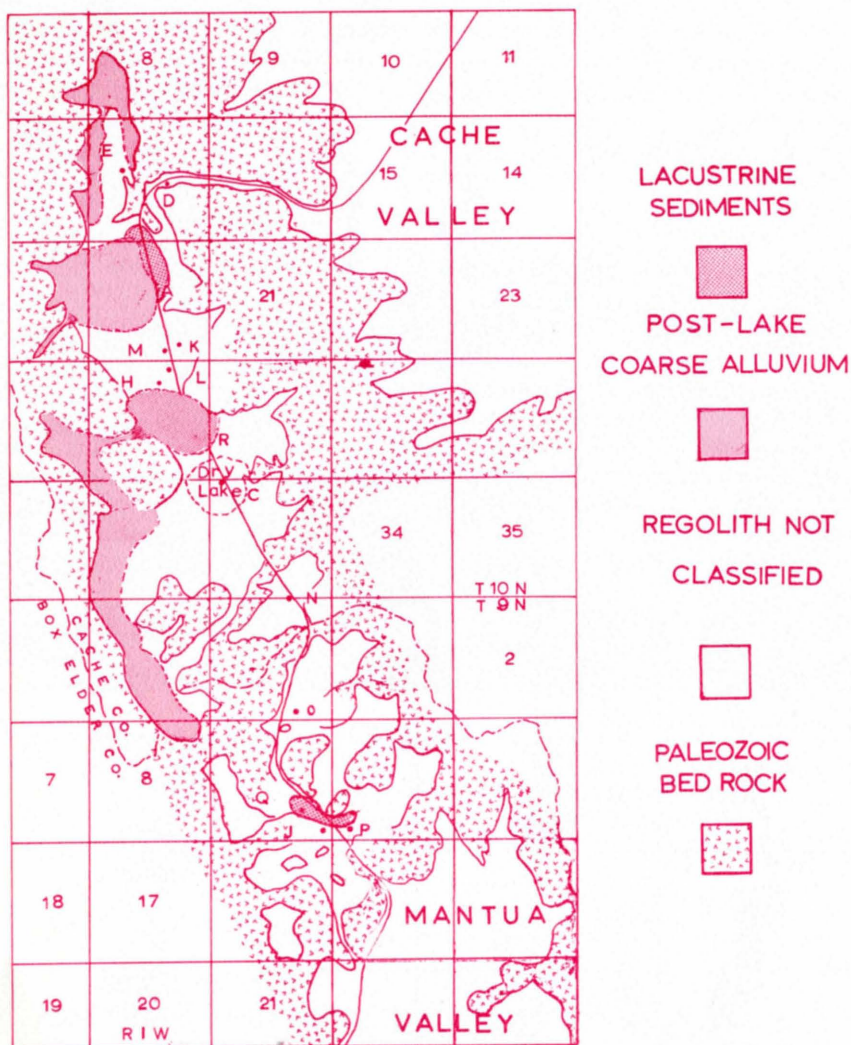 8
9
10
11
CACHE
E
15
14
D
VALLEY
21
23
M
K
H
L
R
Dry
Lake
C
34
35
T 10 N
T 9 N
N
2
CACHE CO.
BOX ELDER CO.
O
7
8
Q
J
P
18
17
MANTUA
19
20
21
R I W
VALLEY
LACUSTRINE
SEDIMENTS
POST-LAKE
COARSE ALLUVIUM
REGOLITH NOT
CLASSIFIED
PALEOZOIC
BED ROCK